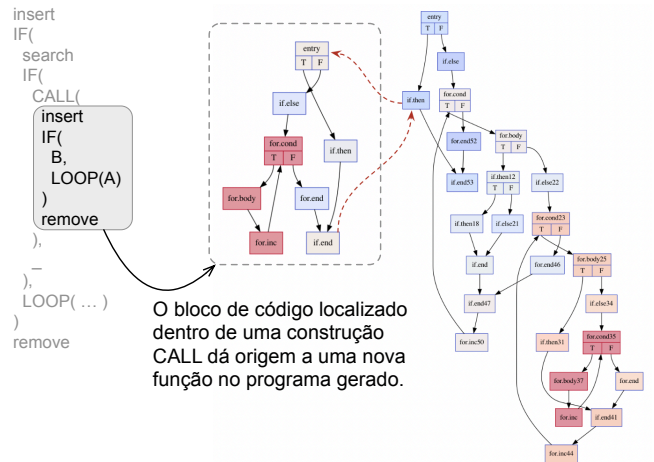 insert
IF(
search
IF(
CALL(
insert
IF(
B,
LOOP(A)
)
remove
),
_
),
LOOP( … )
)
remove
O bloco de código localizado
dentro de uma construção
CALL dá origem a uma nova
função no programa gerado.
entry
T F
if.else
for.cond
T F
if.then
for.body
for.end
for.inc
if.end
entry
T F
if.else
if.then
for.cond
T F
for.end52
for.body
T F
if.end53
if.then12
T F
if.else22
if.then18
if.else21
for.cond23
T F
if.end
for.end46
for.body25
T F
if.end47
if.else34
for.inc50
if.then31
for.cond35
T F
for.body37
for.end
for.inc
if.end41
for.inc44